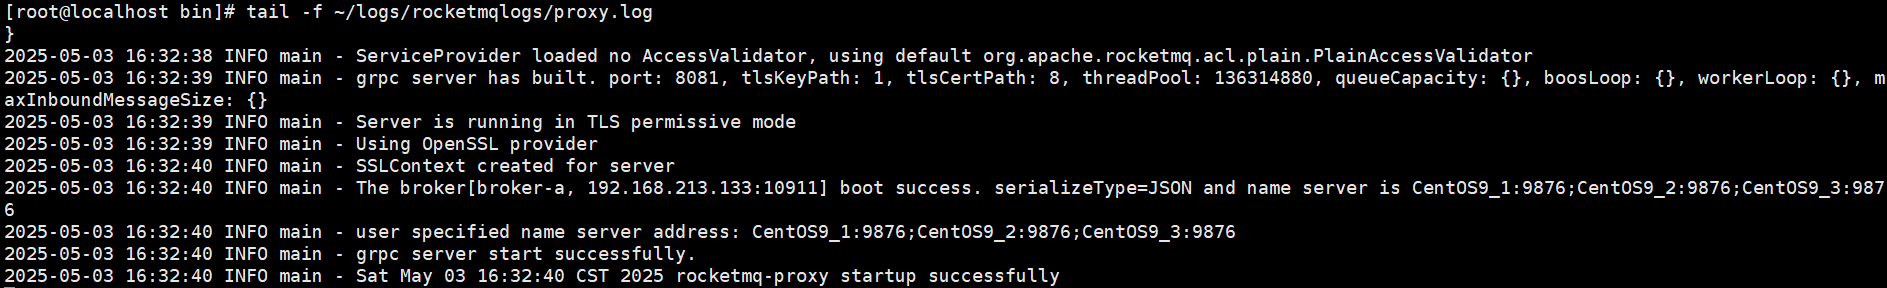 [root@localhost bin]# tail -f ~/logs/rocketmqlogs/proxy.log
}
2025-05-03 16:32:38 INFO main - ServiceProvider loaded no AccessValidator, using default org.apache.rocketmq.acl.plain.PlainAccessValidator
2025-05-03 16:32:39 INFO main - grpc server has built. port: 8081, tlsKeyPath: 1, tlsCertPath: 8, threadPool: 136314880, queueCapacity: {}, boosLoop: {}, workerLoop: {}, m
axInboundMessageSize: {}
2025-05-03 16:32:39 INFO main - Server is running in TLS permissive mode
2025-05-03 16:32:39 INFO main - Using OpenSSL provider
2025-05-03 16:32:40 INFO main - SSLContext created for server
2025-05-03 16:32:40 INFO main - The broker[broker-a, 192.168.213.133:10911] boot success. serializeType=JSON and name server is CentOS9_1:9876;CentOS9_2:9876;CentOS9_3:987
6
2025-05-03 16:32:40 INFO main - user specified name server address: CentOS9_1:9876;CentOS9_2:9876;CentOS9_3:9876
2025-05-03 16:32:40 INFO main - grpc server start successfully.
2025-05-03 16:32:40 INFO main - Sat May 03 16:32:40 CST 2025 rocketmq-proxy startup successfully